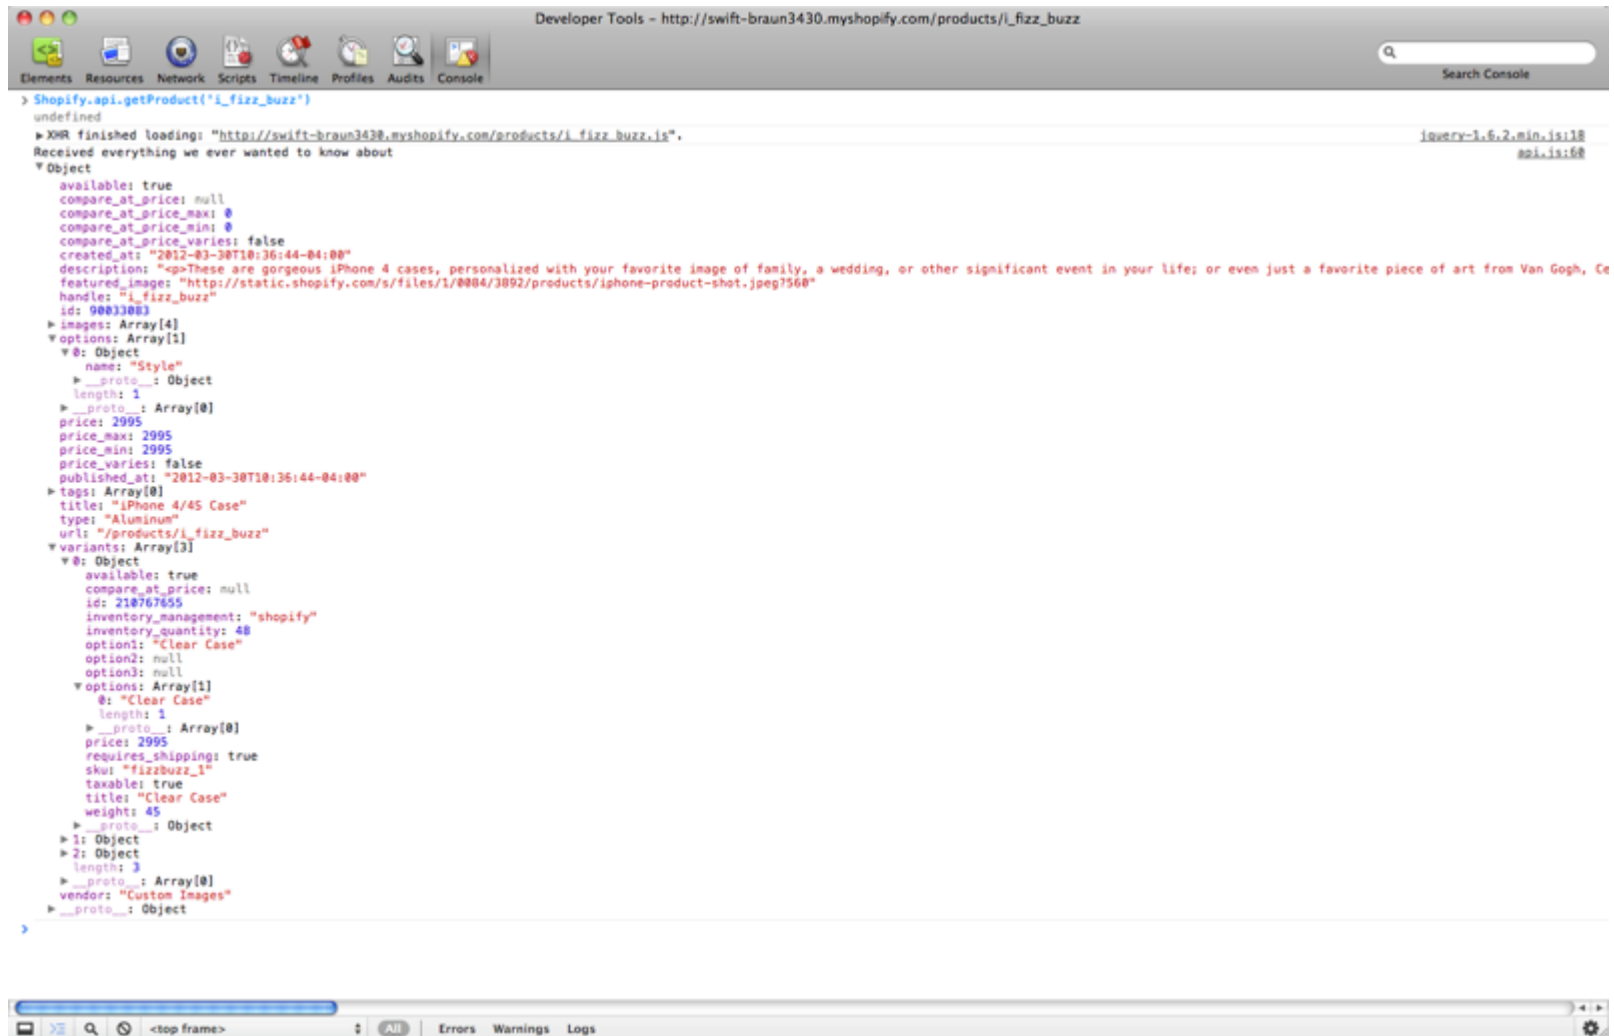 Developer Tools – http://swift-braun3430.myshopify.com/products/i_fizz_buzz
Elements Resources Network Scripts Timeline Profiles Audits Console
Search Console
> Shopify.api.getProduct('i_fizz_buzz')
undefined
▶XHR finished loading: "http://swift-braun3430.myshopify.com/products/i_fizz_buzz.js". jquery-1.6.2.min.js:18
Received everything we ever wanted to know about api.js:60
▼Object
available: true
compare_at_price: null
compare_at_price_max: 0
compare_at_price_min: 0
compare_at_price_varies: false
created_at: "2012-03-30T10:36:44-04:00"
description: "<p>These are gorgeous iPhone 4 cases, personalized with your favorite image of family, a wedding, or other significant event in your life; or even just a favorite piece of art from Van Gogh, Ce
featured_image: "http://static.shopify.com/s/files/1/0084/3892/products/iphone-product-shot.jpeg?560"
handle: "i_fizz_buzz"
id: 90033083
▶images: Array[4]
▼options: Array[1]
▼0: Object
name: "Style"
▶__proto__: Object
length: 1
▶__proto__: Array[0]
price: 2995
price_max: 2995
price_min: 2995
price_varies: false
published_at: "2012-03-30T10:36:44-04:00"
▶tags: Array[0]
title: "iPhone 4/4S Case"
type: "Aluminum"
url: "/products/i_fizz_buzz"
▼variants: Array[3]
▼0: Object
available: true
compare_at_price: null
id: 210767655
inventory_management: "shopify"
inventory_quantity: 48
option1: "Clear Case"
option2: null
option3: null
▼options: Array[1]
0: "Clear Case"
length: 1
▶__proto__: Array[0]
price: 2995
requires_shipping: true
sku: "fizzbuzz_1"
taxable: true
title: "Clear Case"
weight: 45
▶__proto__: Object
▶1: Object
▶2: Object
length: 3
▶__proto__: Array[0]
vendor: "Custom Images"
▶__proto__: Object
>
<top frame> All Errors Warnings Logs